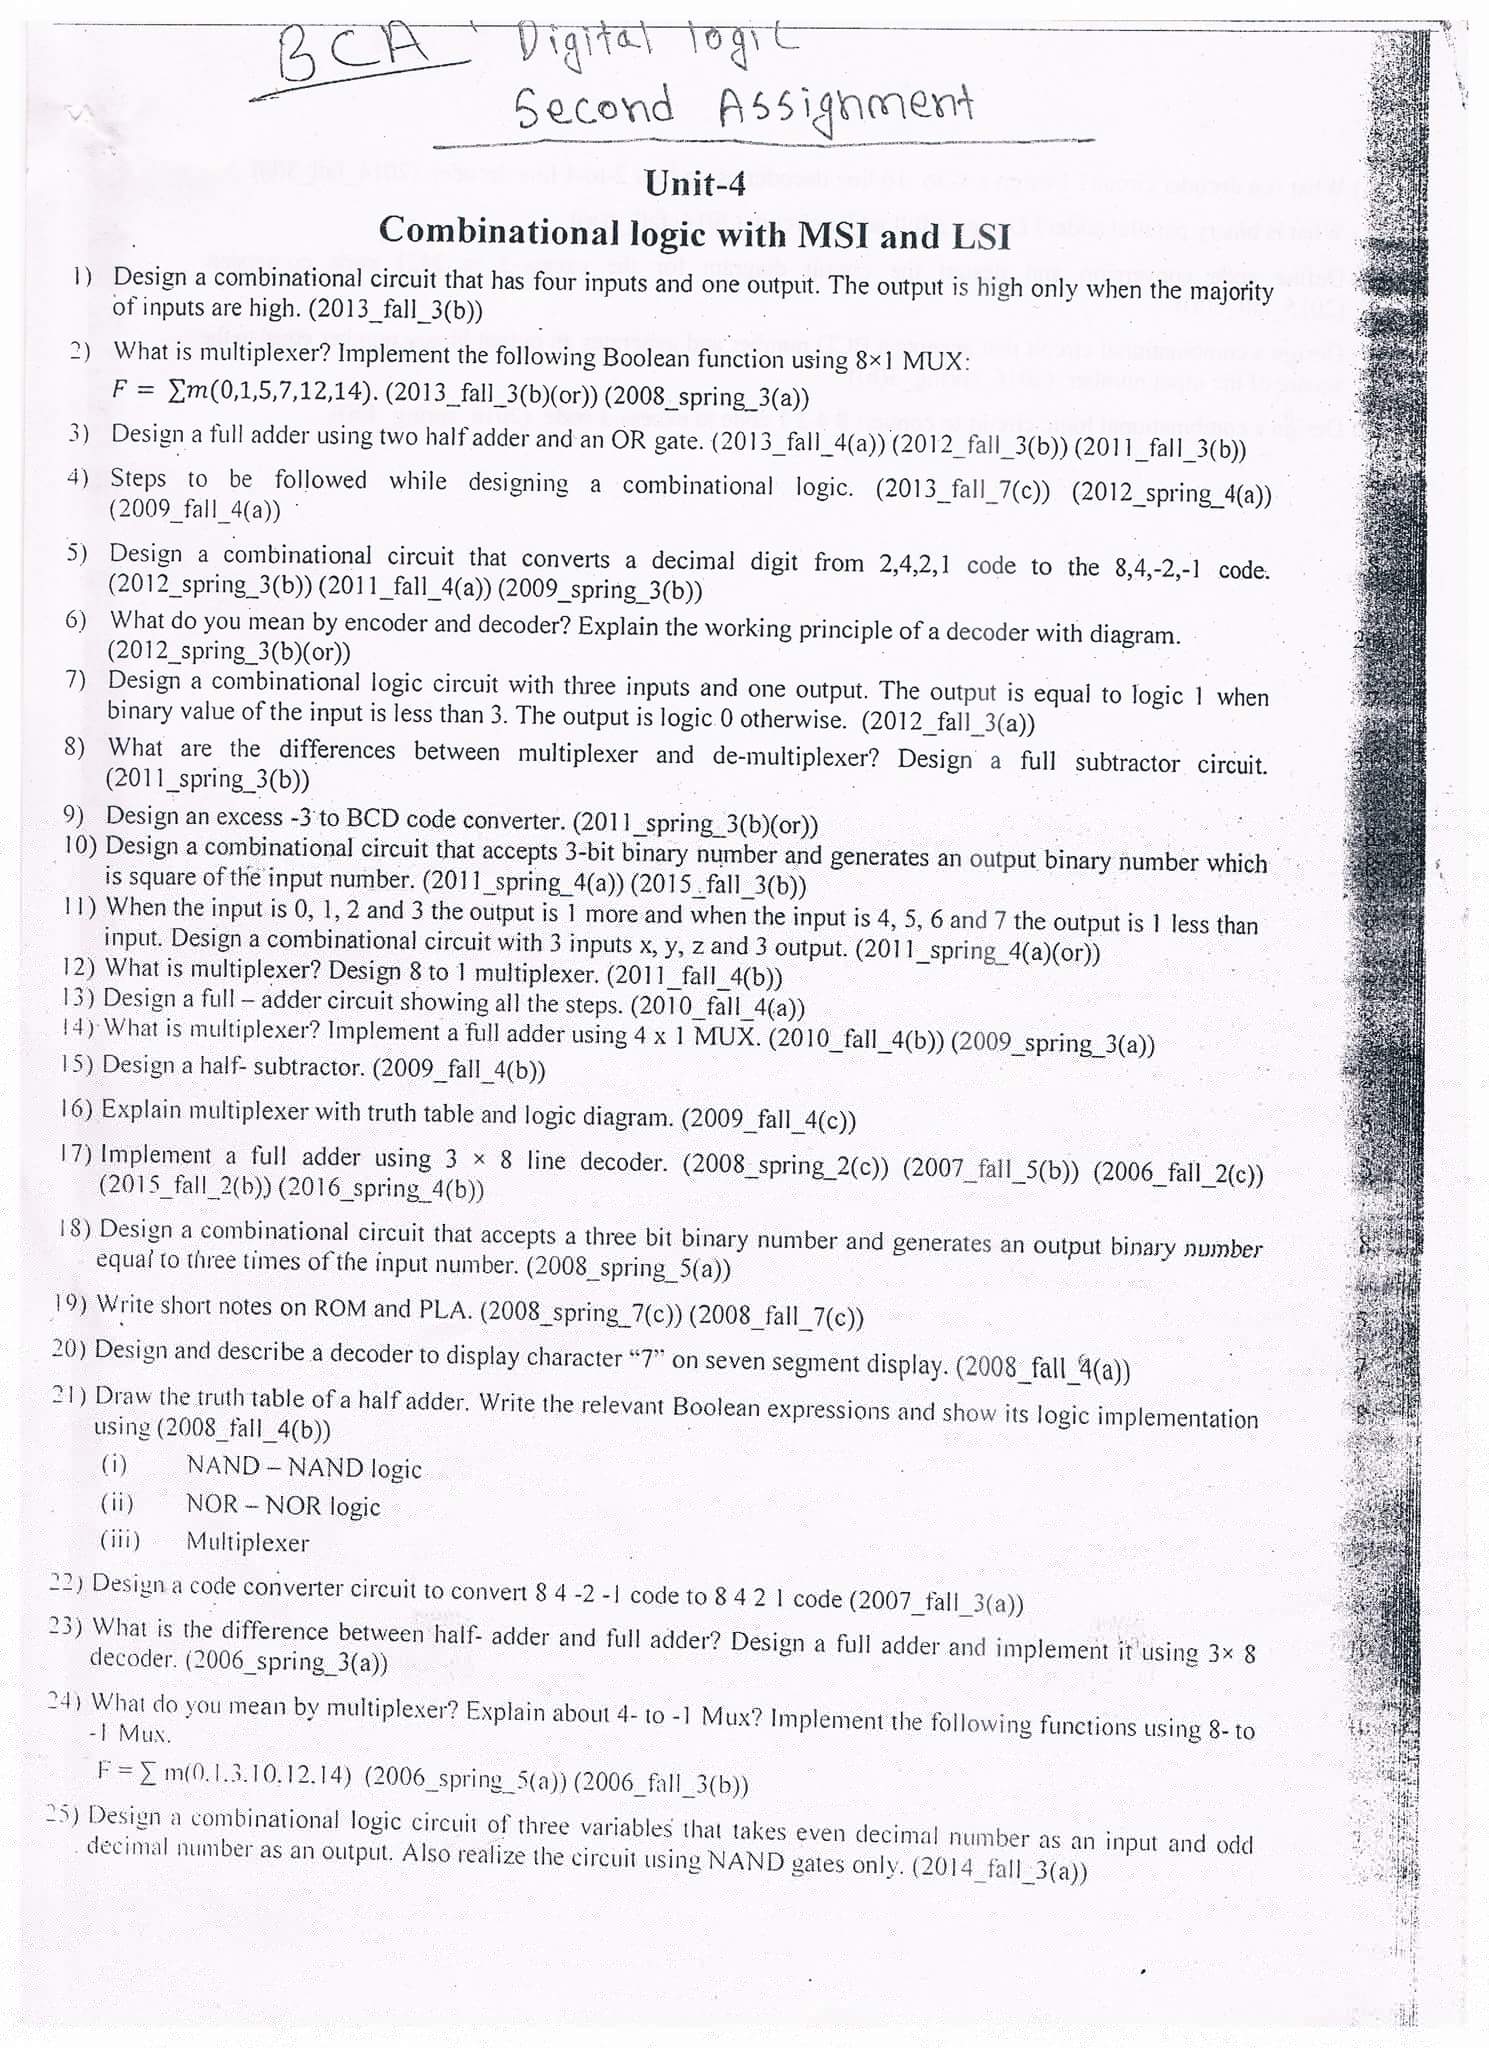 BCA Digital logic
Second Assignment
Unit-4
Combinational logic with MSI and LSI
1) Design a combinational circuit that has four inputs and one output. The output is high only when the majority
of inputs are high. (2013_fall_3(b))
2) What is multiplexer? Implement the following Boolean function using 8×1 MUX:
F = ∑m(0,1,5,7,12,14). (2013_fall_3(b)(or)) (2008_spring_3(a))
3) Design a full adder using two half adder and an OR gate. (2013_fall_4(a)) (2012_fall_3(b)) (2011_fall_3(b))
4) Steps to be followed while designing a combinational logic. (2013_fall_7(c)) (2012_spring_4(a))
(2009_fall_4(a))
5) Design a combinational circuit that converts a decimal digit from 2,4,2,1 code to the 8,4,-2,-1 code.
(2012_spring_3(b)) (2011_fall_4(a)) (2009_spring_3(b))
6) What do you mean by encoder and decoder? Explain the working principle of a decoder with diagram.
(2012_spring_3(b)(or))
7) Design a combinational logic circuit with three inputs and one output. The output is equal to logic 1 when
binary value of the input is less than 3. The output is logic 0 otherwise. (2012_fall_3(a))
8) What are the differences between multiplexer and de-multiplexer? Design a full subtractor circuit.
(2011_spring_3(b))
9) Design an excess -3 to BCD code converter. (2011_spring_3(b)(or))
10) Design a combinational circuit that accepts 3-bit binary number and generates an output binary number which
is square of the input number. (2011_spring_4(a)) (2015_fall_3(b))
11) When the input is 0, 1, 2 and 3 the output is 1 more and when the input is 4, 5, 6 and 7 the output is 1 less than
input. Design a combinational circuit with 3 inputs x, y, z and 3 output. (2011_spring_4(a)(or))
12) What is multiplexer? Design 8 to 1 multiplexer. (2011_fall_4(b))
13) Design a full – adder circuit showing all the steps. (2010_fall_4(a))
14) What is multiplexer? Implement a full adder using 4 x 1 MUX. (2010_fall_4(b)) (2009_spring_3(a))
15) Design a half- subtractor. (2009_fall_4(b))
16) Explain multiplexer with truth table and logic diagram. (2009_fall_4(c))
17) Implement a full adder using 3 × 8 line decoder. (2008_spring_2(c)) (2007_fall_5(b)) (2006_fall_2(c))
(2015_fall_2(b)) (2016_spring_4(b))
18) Design a combinational circuit that accepts a three bit binary number and generates an output binary number
equal to three times of the input number. (2008_spring_5(a))
19) Write short notes on ROM and PLA. (2008_spring_7(c)) (2008_fall_7(c))
20) Design and describe a decoder to display character “7” on seven segment display. (2008_fall_4(a))
21) Draw the truth table of a half adder. Write the relevant Boolean expressions and show its logic implementation
using (2008_fall_4(b))
(i) NAND – NAND logic
(ii) NOR – NOR logic
(iii) Multiplexer
22) Design a code converter circuit to convert 8 4 -2 -1 code to 8 4 2 1 code (2007_fall_3(a))
23) What is the difference between half- adder and full adder? Design a full adder and implement it using 3× 8
decoder. (2006_spring_3(a))
24) What do you mean by multiplexer? Explain about 4- to -1 Mux? Implement the following functions using 8- to
-1 Mux.
F = ∑ m(0,1,3,10,12,14) (2006_spring_5(a)) (2006_fall_3(b))
25) Design a combinational logic circuit of three variables that takes even decimal number as an input and odd
decimal number as an output. Also realize the circuit using NAND gates only. (2014_fall_3(a))